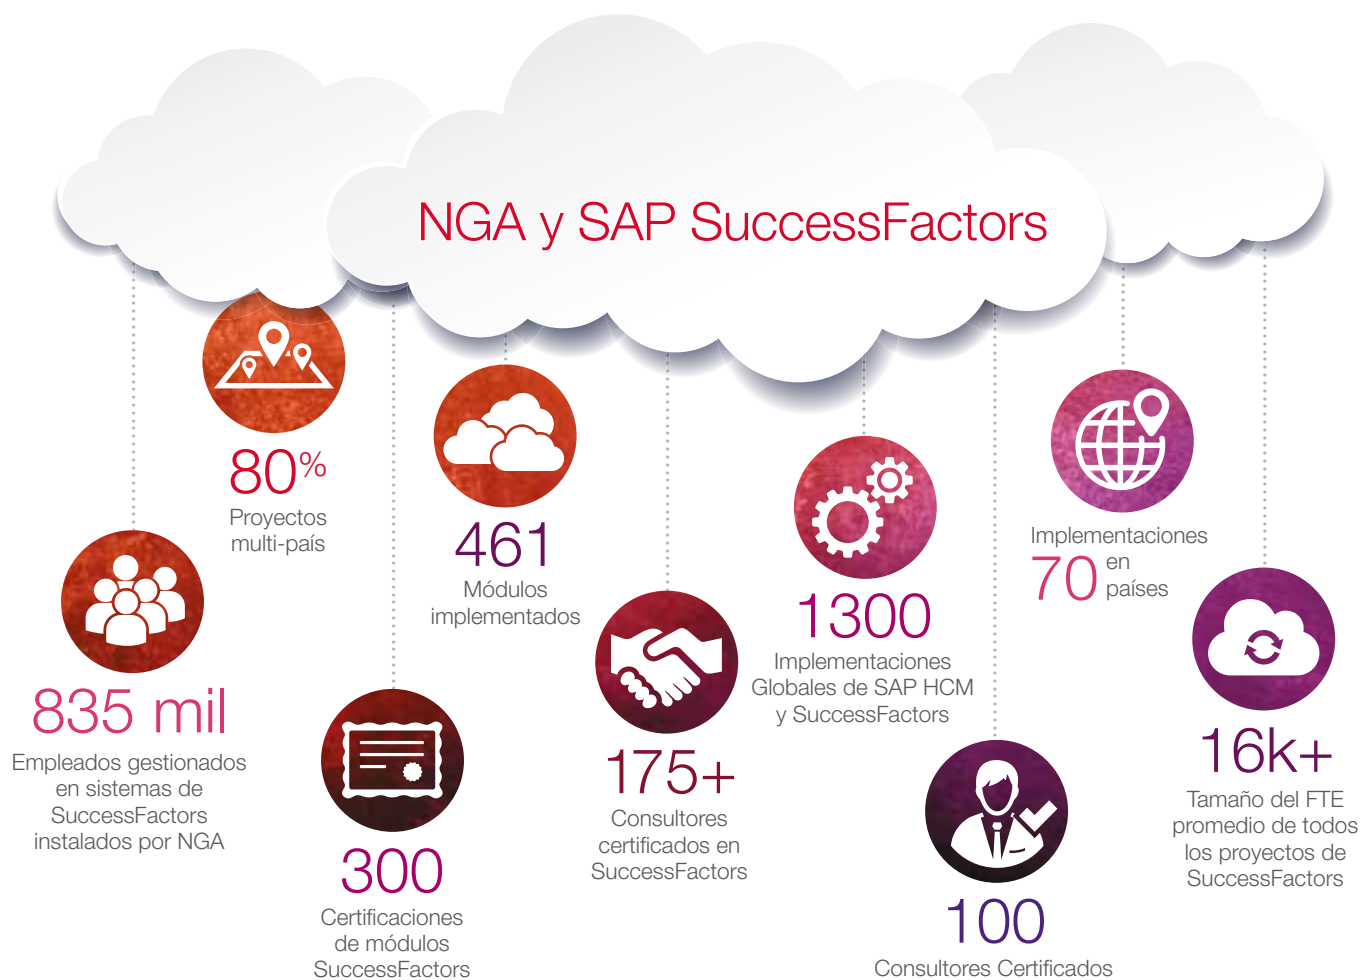 NGA y SAP SuccessFactors
80%
Proyectos
multi-país
835 mil
Empleados gestionados
en sistemas de
SuccessFactors
instalados por NGA
300
Certificaciones
de módulos
SuccessFactors
461
Módulos
implementados
175+
Consultores
certificados en
SuccessFactors
1300
Implementaciones
Globales de SAP HCM
y SuccessFactors
100
Consultores Certificados
Implementaciones
en
70 países
16k+
Tamaño del FTE
promedio de todos
los proyectos de
SuccessFactors